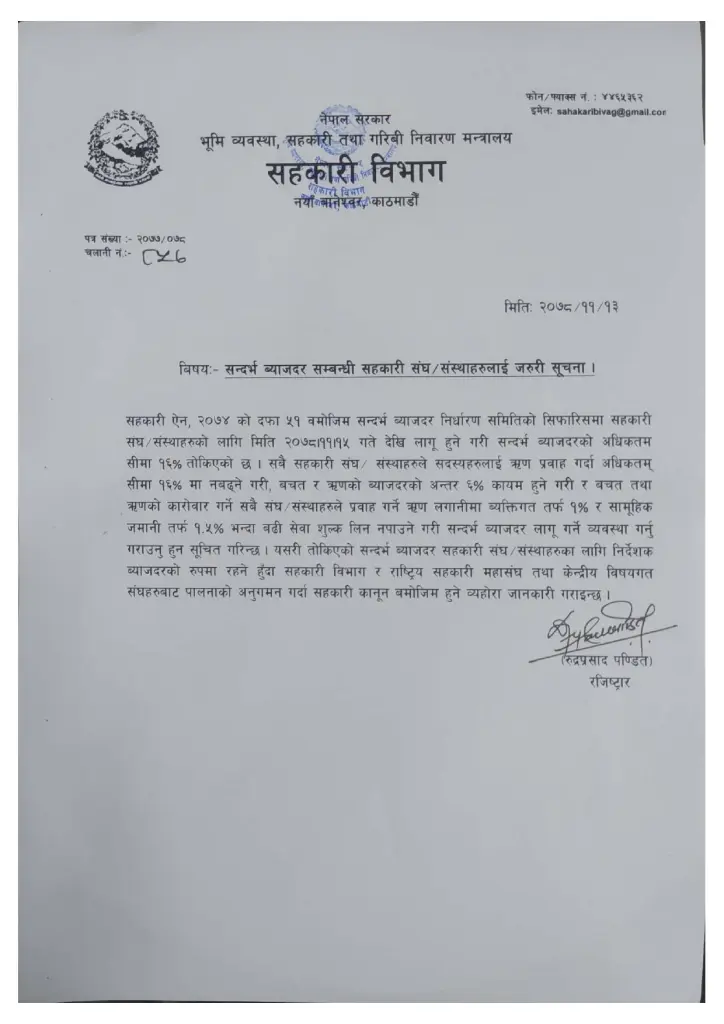 फोन/फ्याक्स नं. : ४४६५३६२
इमेल: sahakaribivag@gmail.cor
नेपाल सरकार
भूमि व्यवस्था, सहकारी तथा गरिबी निवारण मन्त्रालय
सहकारी विभाग
नयाँ बानेश्वर, काठमाडौं
पत्र संख्या :- २०७७/०७८
चलानी नं.:-
मिति: २०७८/११/१३
विषय:- सन्दर्भ ब्याजदर सम्बन्धी सहकारी संघ/संस्थाहरुलाई जरुरी सूचना ।
सहकारी ऐन, २०७४ को दफा ५१ बमोजिम सन्दर्भ ब्याजदर निर्धारण समितिको सिफारिसमा सहकारी
संघ/संस्थाहरुको लागि मिति २०७८।११।१५ गते देखि लागू हुने गरी सन्दर्भ ब्याजदरको अधिकतम
सीमा १६% तोकिएको छ । सबै सहकारी संघ/ संस्थाहरुले सदस्यहरुलाई ऋण प्रवाह गर्दा अधिकतम्
सीमा १६% मा नबढ्ने गरी, बचत र ऋणको ब्याजदरको अन्तर ६% कायम हुने गरी र बचत तथा
ऋणको कारोवार गर्ने सबै संघ/संस्थाहरुले प्रवाह गर्ने ऋण लगानीमा ब्यक्तिगत तर्फ १% र सामूहिक
जमानी तर्फ १.५% भन्दा बढी सेवा शुल्क लिन नपाउने गरी सन्दर्भ ब्याजदर लागू गर्ने व्यवस्था गर्नु
गराउनु हुन सूचित गरिन्छ । यसरी तोकिएको सन्दर्भ ब्याजदर सहकारी संघ/संस्थाहरुका लागि निर्देशक
ब्याजदरको रुपमा रहने हुँदा सहकारी विभाग र राष्ट्रिय सहकारी महासंघ तथा केन्द्रीय विषयगत
संघहरुबाट पालनाको अनुगमन गर्दा सहकारी कानून बमोजिम हुने व्यहोरा जानकारी गराइन्छ ।
(रुद्रप्रसाद पण्डित)
रजिष्ट्रार